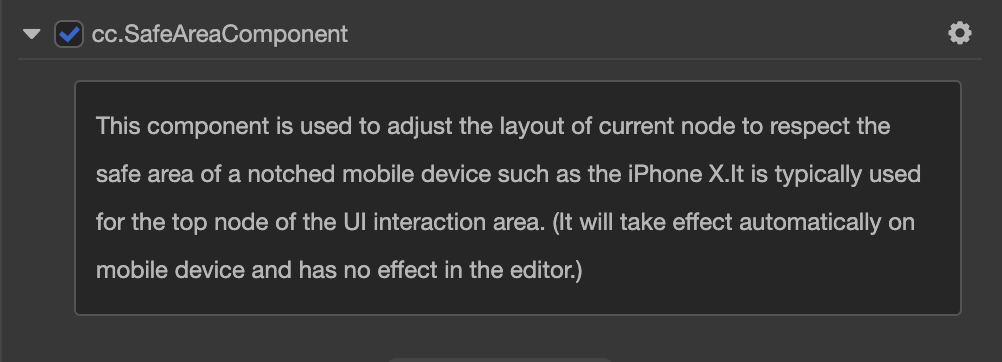 cc.SafeAreaComponent
This component is used to adjust the layout of current node to respect the
safe area of a notched mobile device such as the iPhone X.It is typically used
for the top node of the UI interaction area. (It will take effect automatically on
mobile device and has no effect in the editor.)